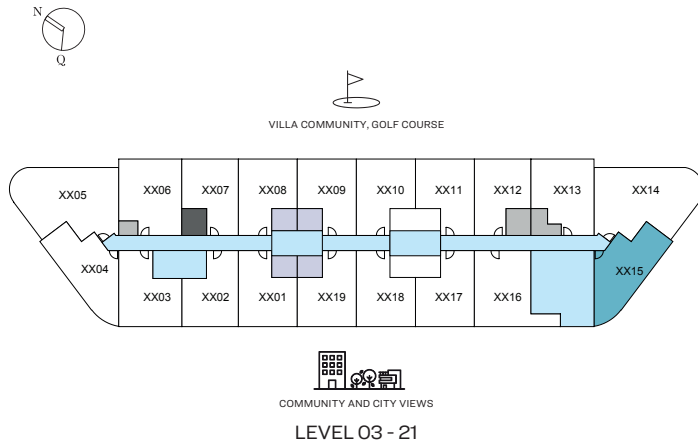 N
Q
VILLA COMMUNITY, GOLF COURSE
XX05 XX06 XX07 XX08 XX09 XX10 XX11 XX12 XX13 XX14
XX04 XX03 XX02 XX01 XX19 XX18 XX17 XX16 XX15
COMMUNITY AND CITY VIEWS
LEVEL 03 - 21